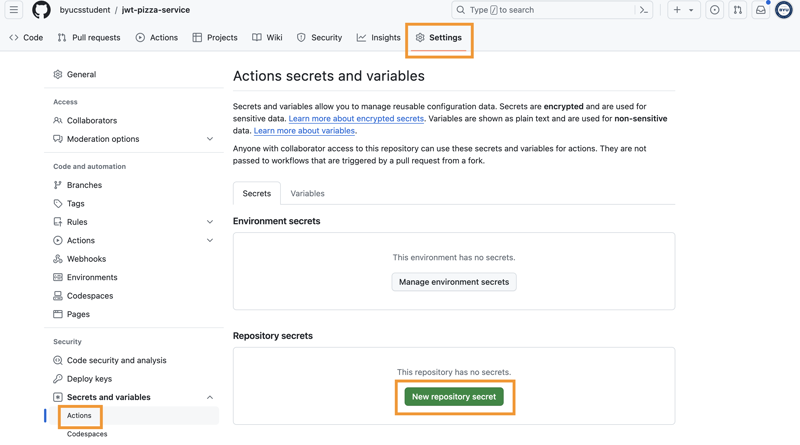 byucsstudent / jwt-pizza-service
Type / to search
Code Pull requests Actions Projects Wiki Security Insights Settings
General
Access
Collaborators
Moderation options
Code and automation
Branches
Tags
Rules
Actions
Webhooks
Environments
Codespaces
Pages
Security
Code security and analysis
Deploy keys
Secrets and variables
Actions
Codespaces
Actions secrets and variables
Secrets and variables allow you to manage reusable configuration data. Secrets are encrypted and are used for
sensitive data. Learn more about encrypted secrets. Variables are shown as plain text and are used for non-sensitive
data. Learn more about variables.
Anyone with collaborator access to this repository can use these secrets and variables for actions. They are not
passed to workflows that are triggered by a pull request from a fork.
Secrets Variables
Environment secrets
This environment has no secrets.
Manage environment secrets
Repository secrets
This repository has no secrets.
New repository secret